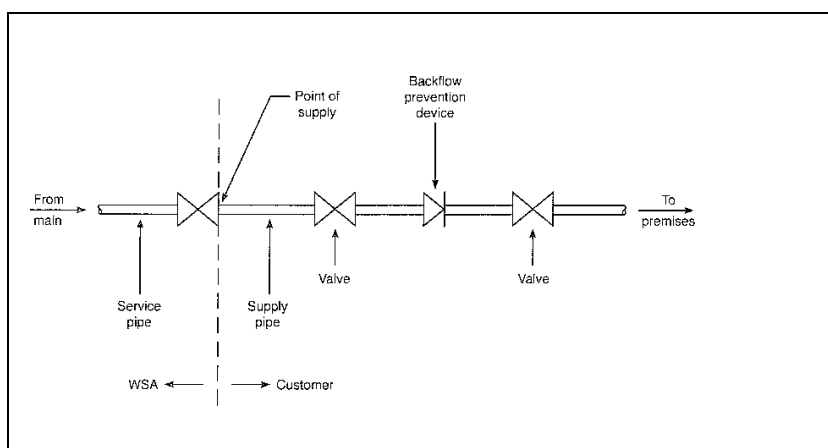 Backflow
prevention
device
Point of
supply
From
main
To
premises
Valve
Valve
Service
pipe
Supply
pipe
WSA
Customer